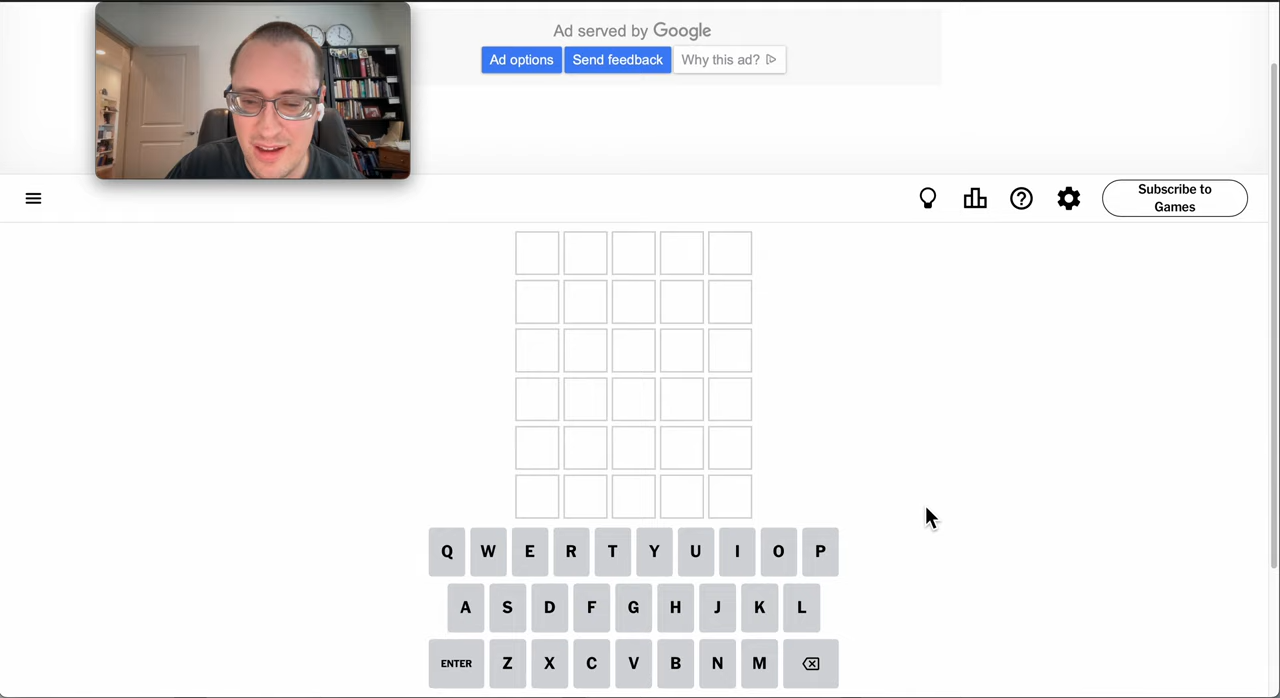 Ad served by Google
Ad options Send feedback Why this ad?
Subscribe to
Games
Q W E R T Y U I O P
A S D F G H J K L
ENTER Z X C V B N M